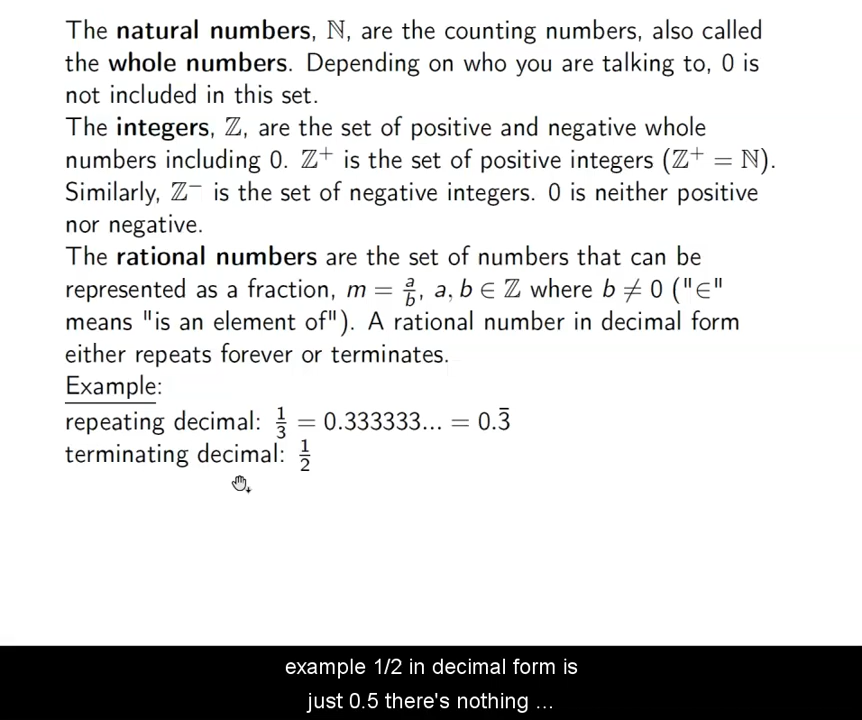 The natural numbers, ℕ, are the counting numbers, also called
the whole numbers. Depending on who you are talking to, 0 is
not included in this set.
The integers, ℤ, are the set of positive and negative whole
numbers including 0. ℤ⁺ is the set of positive integers (ℤ⁺ = ℕ).
Similarly, ℤ⁻ is the set of negative integers. 0 is neither positive
nor negative.
The rational numbers are the set of numbers that can be
represented as a fraction, m = a/b, a, b ∈ ℤ where b ≠ 0 ("∈"
means "is an element of"). A rational number in decimal form
either repeats forever or terminates.
Example:
repeating decimal: 1/3 = 0.333333... = 0.3̄
terminating decimal: 1/2
example 1/2 in decimal form is
just 0.5 there's nothing ...